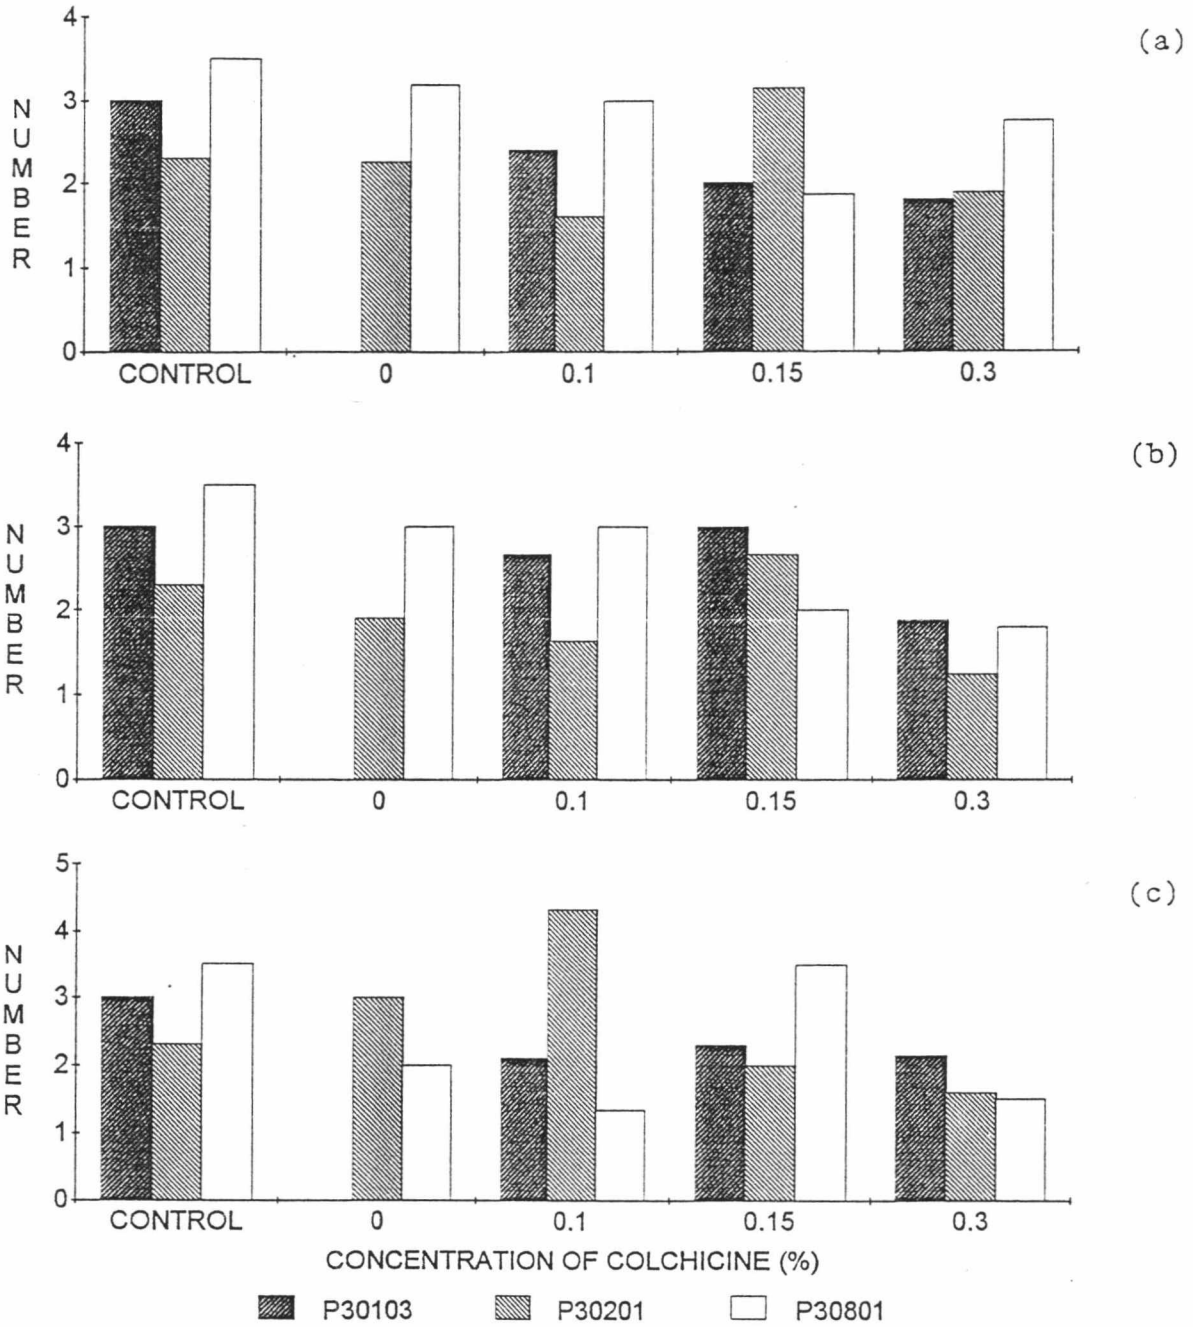 (a)
NUMBER
4
3
2
1
0
CONTROL 0 0.1 0.15 0.3
(b)
NUMBER
4
3
2
1
0
CONTROL 0 0.1 0.15 0.3
(c)
NUMBER
5
4
3
2
1
0
CONTROL 0 0.1 0.15 0.3
CONCENTRATION OF COLCHICINE (%)
P30103 P30201 P30801